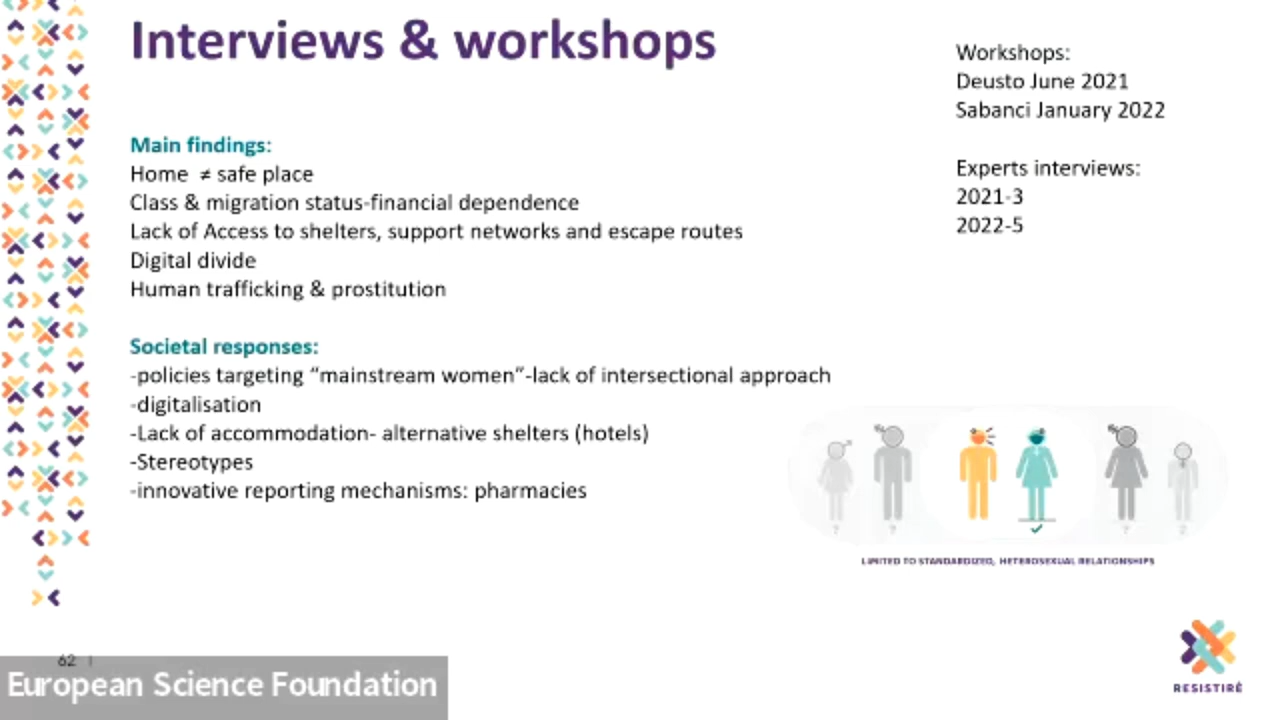 Interviews & workshops
Workshops:
Deusto June 2021
Sabanci January 2022
Experts interviews:
2021-3
2022-5
Main findings:
Home ≠ safe place
Class & migration status-financial dependence
Lack of Access to shelters, support networks and escape routes
Digital divide
Human trafficking & prostitution
Societal responses:
-policies targeting “mainstream women”-lack of intersectional approach
-digitalisation
-Lack of accommodation- alternative shelters (hotels)
-Stereotypes
-innovative reporting mechanisms: pharmacies
? ? ✓ ? ?
LIMITED TO STANDARDIZED, HETEROSEXUAL RELATIONSHIPS
62 |
European Science Foundation
RESISTIRÉ